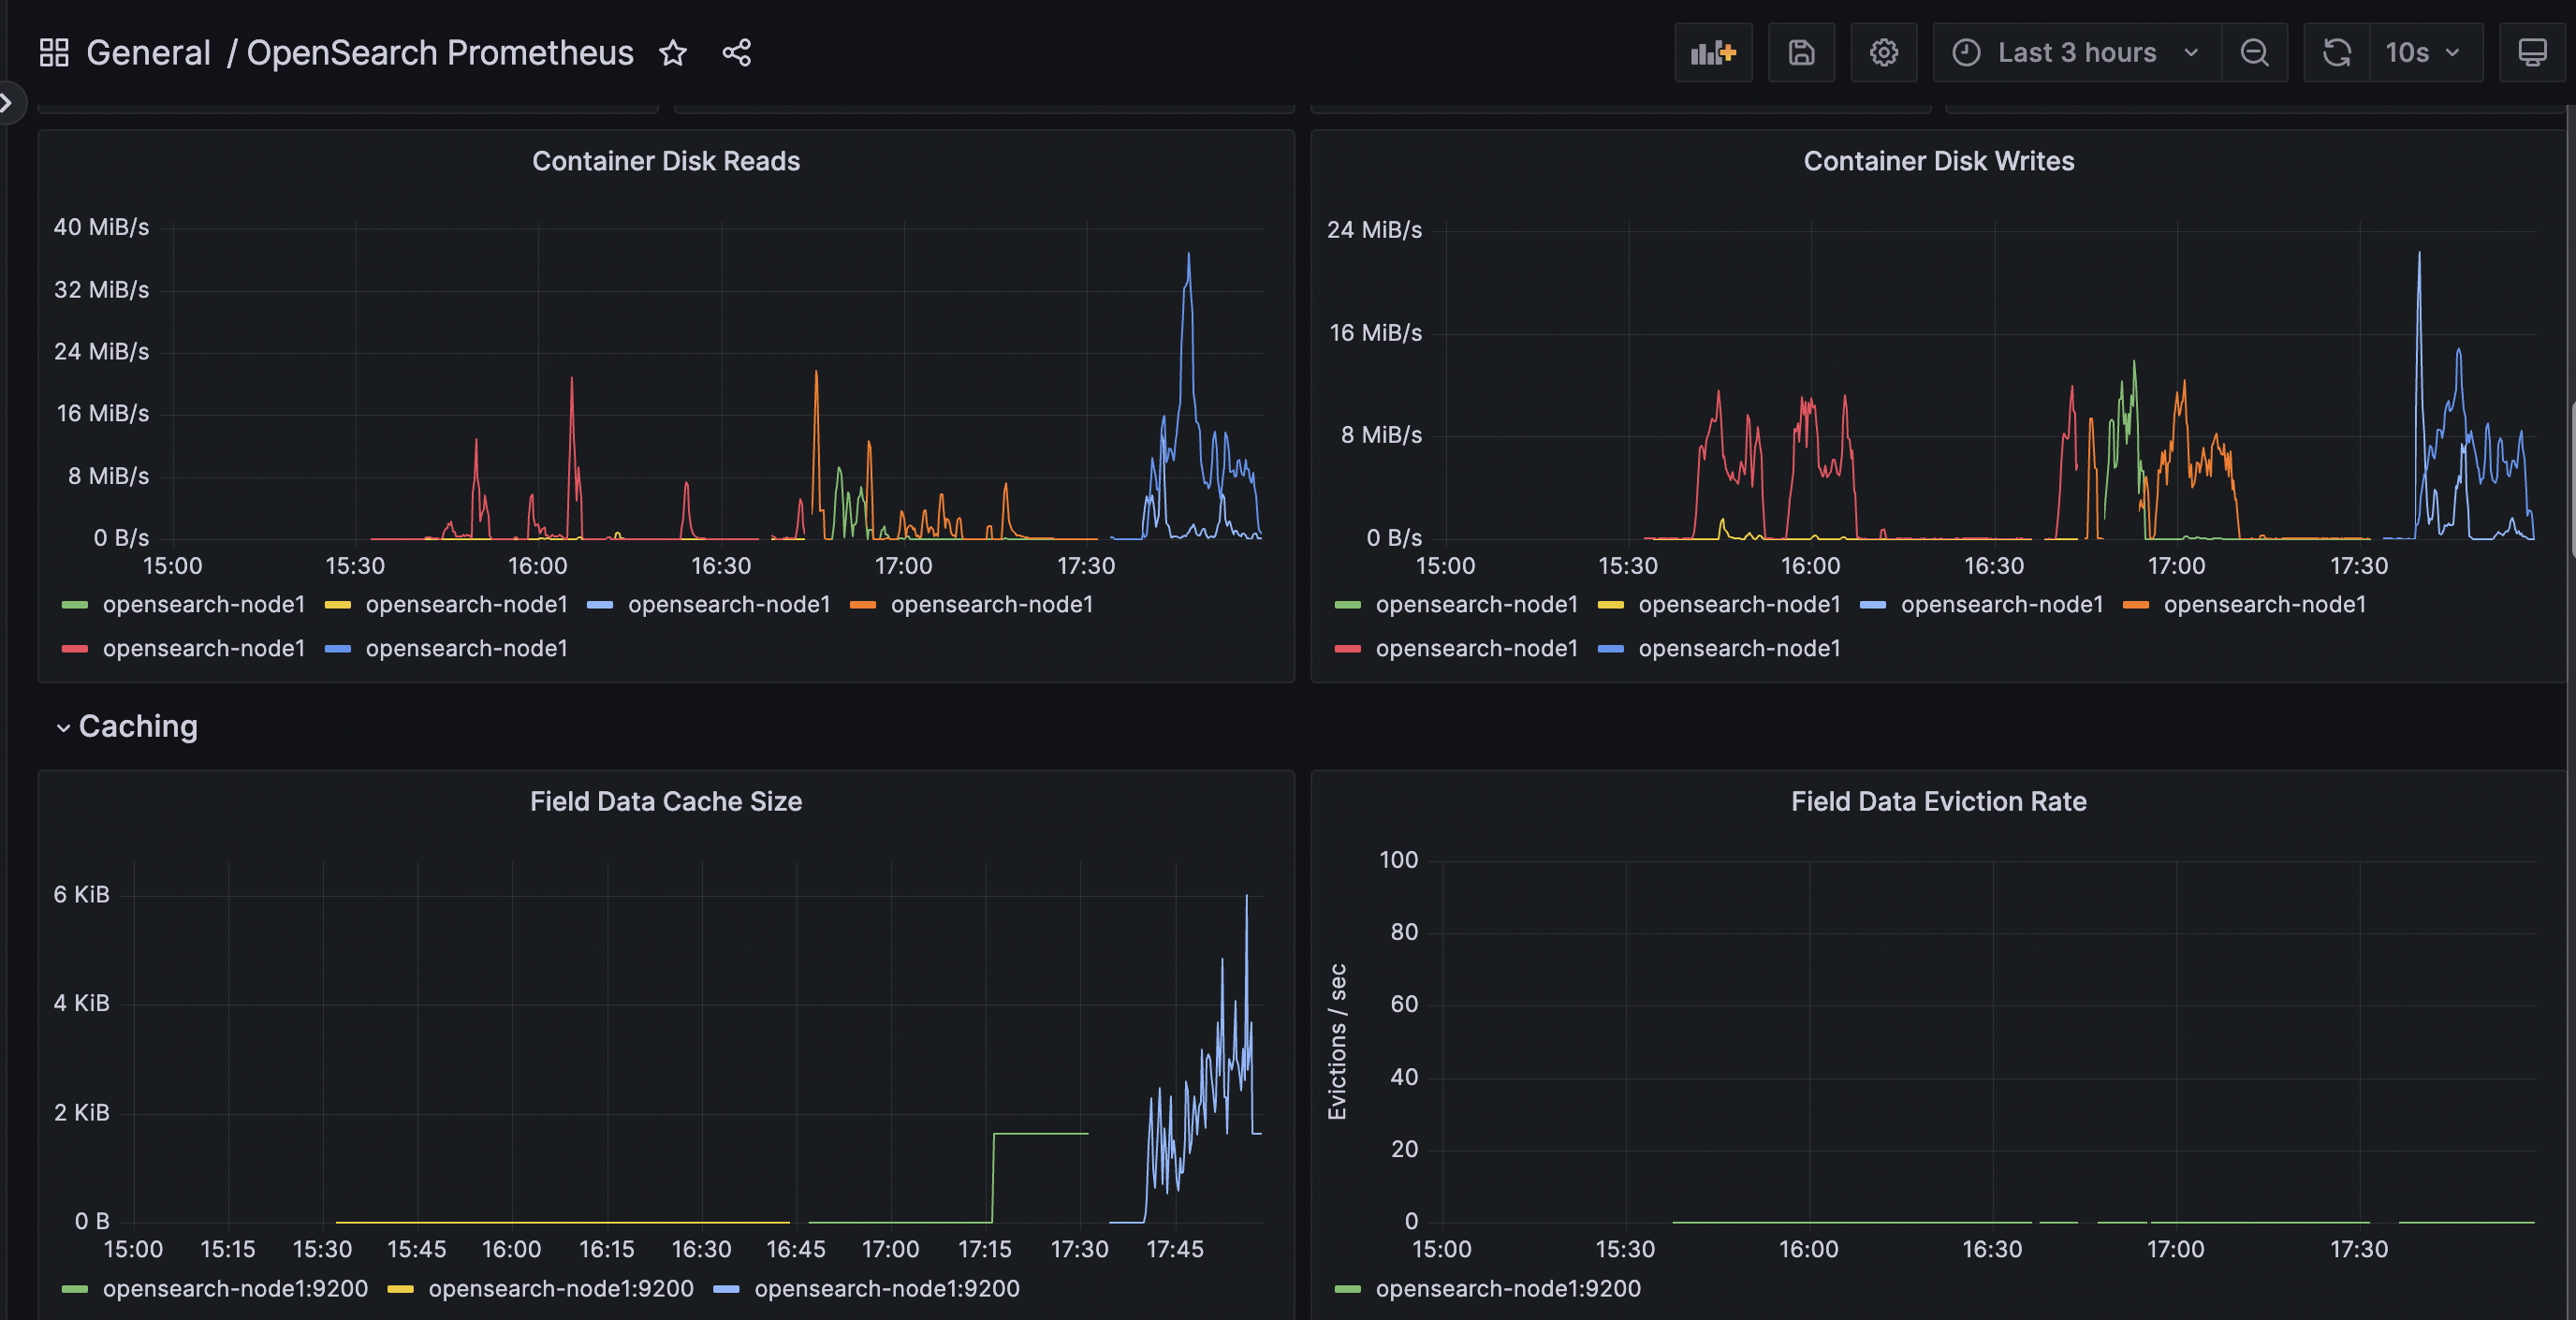 General / OpenSearch Prometheus
Last 3 hours
10s
Container Disk Reads
40 MiB/s
32 MiB/s
24 MiB/s
16 MiB/s
8 MiB/s
0 B/s
15:00 15:30 16:00 16:30 17:00 17:30
opensearch-node1 opensearch-node1 opensearch-node1 opensearch-node1
opensearch-node1 opensearch-node1
Container Disk Writes
24 MiB/s
16 MiB/s
8 MiB/s
0 B/s
15:00 15:30 16:00 16:30 17:00 17:30
opensearch-node1 opensearch-node1 opensearch-node1 opensearch-node1
opensearch-node1 opensearch-node1
Caching
Field Data Cache Size
6 KiB
4 KiB
2 KiB
0 B
15:00 15:15 15:30 15:45 16:00 16:15 16:30 16:45 17:00 17:15 17:30 17:45
opensearch-node1:9200 opensearch-node1:9200 opensearch-node1:9200
Field Data Eviction Rate
Evictions / sec
100
80
60
40
20
0
15:00 15:30 16:00 16:30 17:00 17:30
opensearch-node1:9200